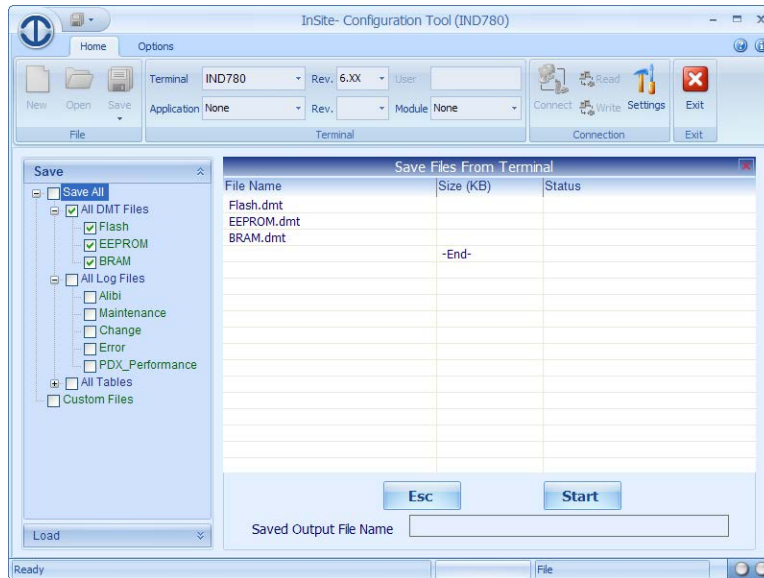 InSite- Configuration Tool (IND780)
Home Options
New Open Save
File
Terminal IND780 Rev. 6.XX User
Application None Rev. Module None
Terminal
Connect Read Write Settings
Connection
Exit
Exit
Save
Save All
All DMT Files
Flash
EEPROM
BRAM
All Log Files
Alibi
Maintenance
Change
Error
PDX_Performance
All Tables
Custom Files
Load
Save Files From Terminal
File Name Size (KB) Status
Flash.dmt
EEPROM.dmt
BRAM.dmt
-End-
Esc Start
Saved Output File Name
Ready File